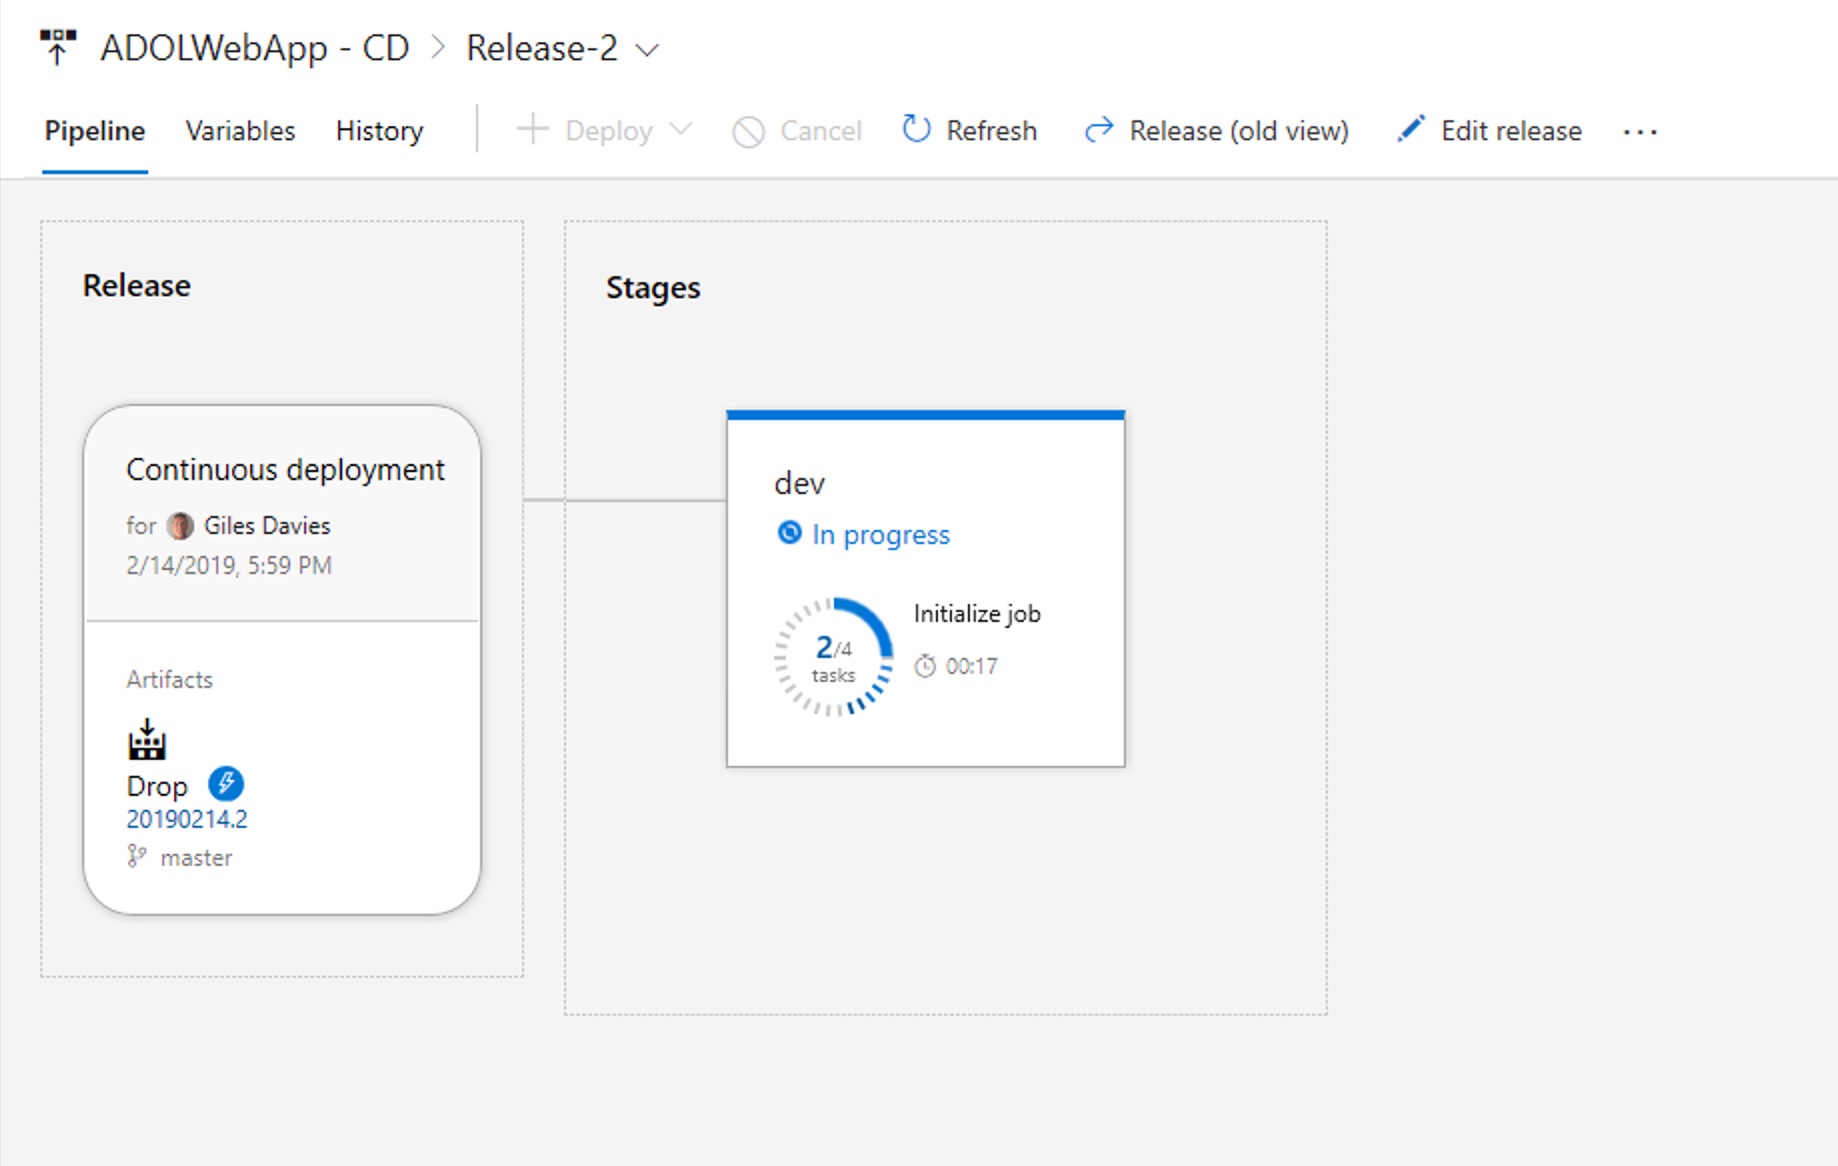 ADOLWebApp - CD > Release-2
Pipeline Variables History Deploy Cancel Refresh Release (old view) Edit release ...
Release
Continuous deployment
for Giles Davies
2/14/2019, 5:59 PM
Artifacts
Drop
20190214.2
master
Stages
dev
In progress
2/4
tasks
Initialize job
00:17